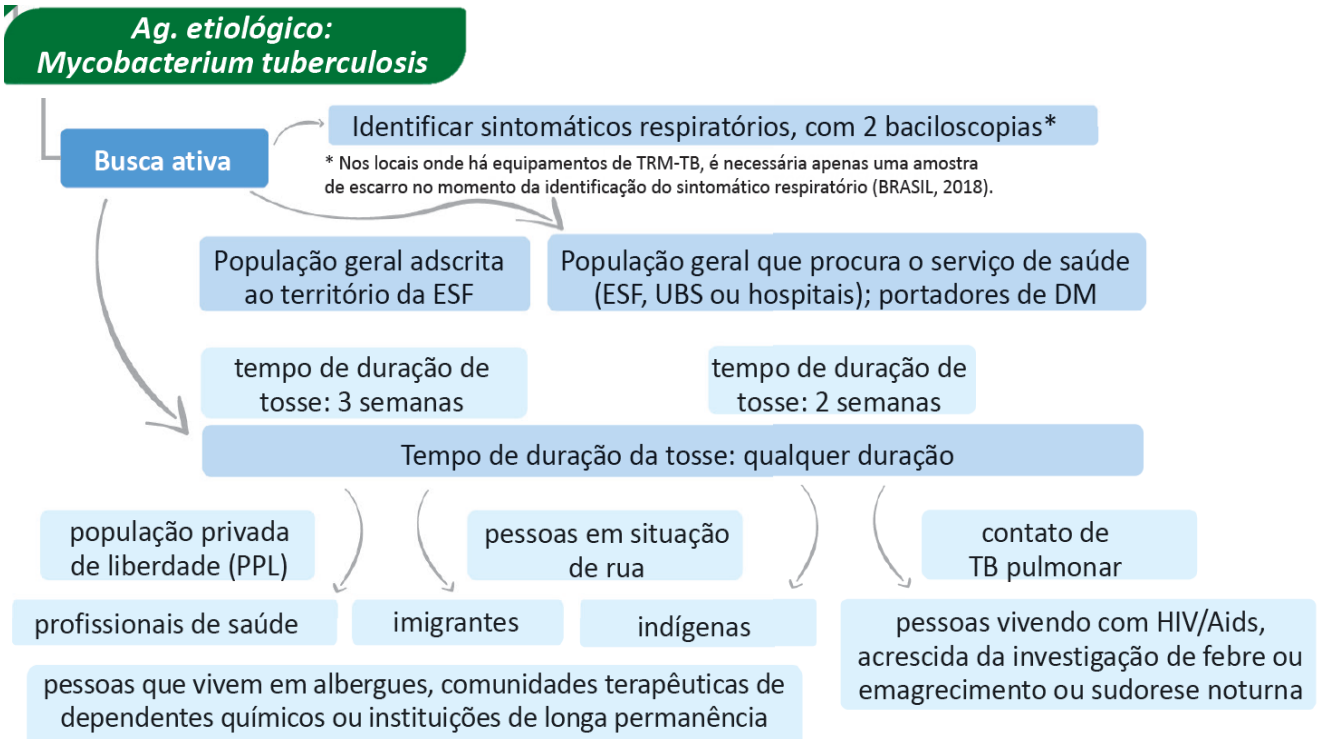 Ag. etiológico:
Mycobacterium tuberculosis
Busca ativa
Identificar sintomáticos respiratórios, com 2 baciloscopias*
* Nos locais onde há equipamentos de TRM-TB, é necessária apenas uma amostra
de escarro no momento da identificação do sintomático respiratório (BRASIL, 2018).
População geral adscrita
ao território da ESF
População geral que procura o serviço de saúde
(ESF, UBS ou hospitais); portadores de DM
tempo de duração de
tosse: 3 semanas
tempo de duração de
tosse: 2 semanas
Tempo de duração da tosse: qualquer duração
população privada
de liberdade (PPL)
pessoas em situação
de rua
contato de
TB pulmonar
profissionais de saúde
imigrantes
indígenas
pessoas vivendo com HIV/Aids,
acrescida da investigação de febre ou
emagrecimento ou sudorese noturna
pessoas que vivem em albergues, comunidades terapêuticas de
dependentes químicos ou instituições de longa permanência